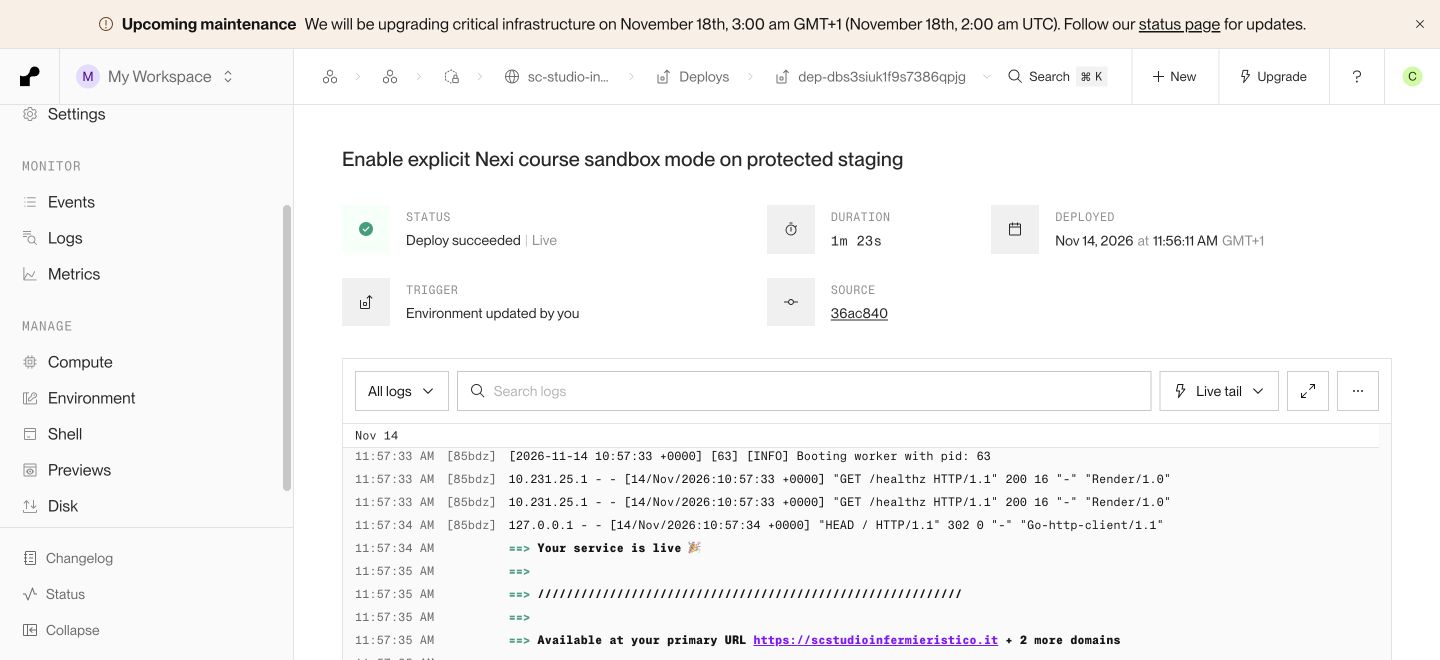 Upcoming maintenance We will be upgrading critical infrastructure on November 18th, 3:00 am GMT+1 (November 18th, 2:00 am UTC). Follow our status page for updates.
M My Workspace
sc-studio-in... Deploys dep-dbs3siuk1f9s7386qpjg Search ⌘ K New Upgrade ? C
Settings
MONITOR
Events
Logs
Metrics
MANAGE
Compute
Environment
Shell
Previews
Disk
Changelog
Status
Collapse
Enable explicit Nexi course sandbox mode on protected staging
STATUS
Deploy succeeded | Live
DURATION
1m 23s
DEPLOYED
Nov 14, 2026 at 11:56:11 AM GMT+1
TRIGGER
Environment updated by you
SOURCE
36ac840
All logs Search logs Live tail ...
Nov 14
11:57:33 AM [85bdz] [2026-11-14 10:57:33 +0000] [63] [INFO] Booting worker with pid: 63
11:57:33 AM [85bdz] 10.231.25.1 - - [14/Nov/2026:10:57:33 +0000] "GET /healthz HTTP/1.1" 200 16 "-" "Render/1.0"
11:57:33 AM [85bdz] 10.231.25.1 - - [14/Nov/2026:10:57:33 +0000] "GET /healthz HTTP/1.1" 200 16 "-" "Render/1.0"
11:57:34 AM [85bdz] 127.0.0.1 - - [14/Nov/2026:10:57:34 +0000] "HEAD / HTTP/1.1" 302 0 "-" "Go-http-client/1.1"
11:57:34 AM ==> Your service is live 🎉
11:57:35 AM ==>
11:57:35 AM ==> ///////////////////////////////////////////////////////////
11:57:35 AM ==>
11:57:35 AM ==> Available at your primary URL https://scstudioinfermieristico.it + 2 more domains